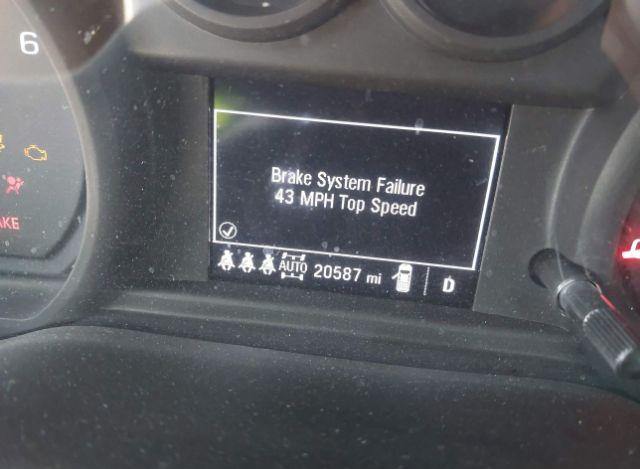 6
AKE
Brake System Failure
43 MPH Top Speed
AUTO 20587 mi D